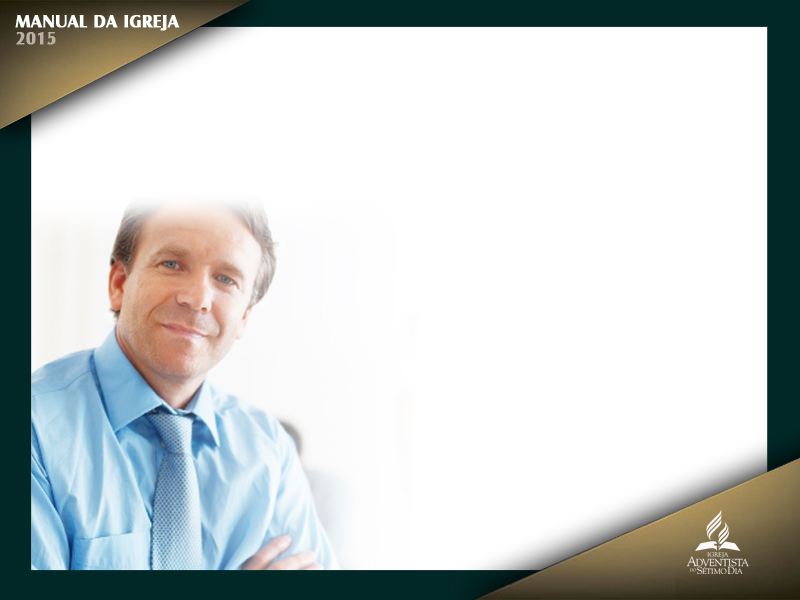 MANUAL DA IGREJA
2015
IGREJA
ADVENTISTA
DO SÉTIMO DIA